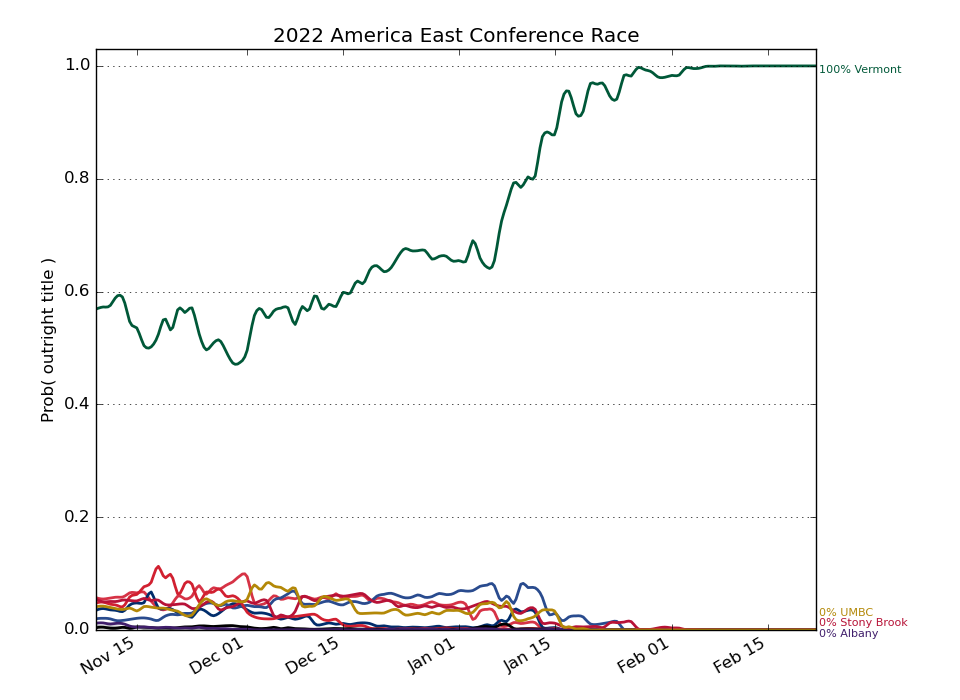 2022 America East Conference Race
Prob( outright title )
1.0
0.8
0.6
0.4
0.2
0.0
100% Vermont
0% UMBC
0% Stony Brook
0% Albany
Nov 15
Dec 01
Dec 15
Jan 01
Jan 15
Feb 01
Feb 15